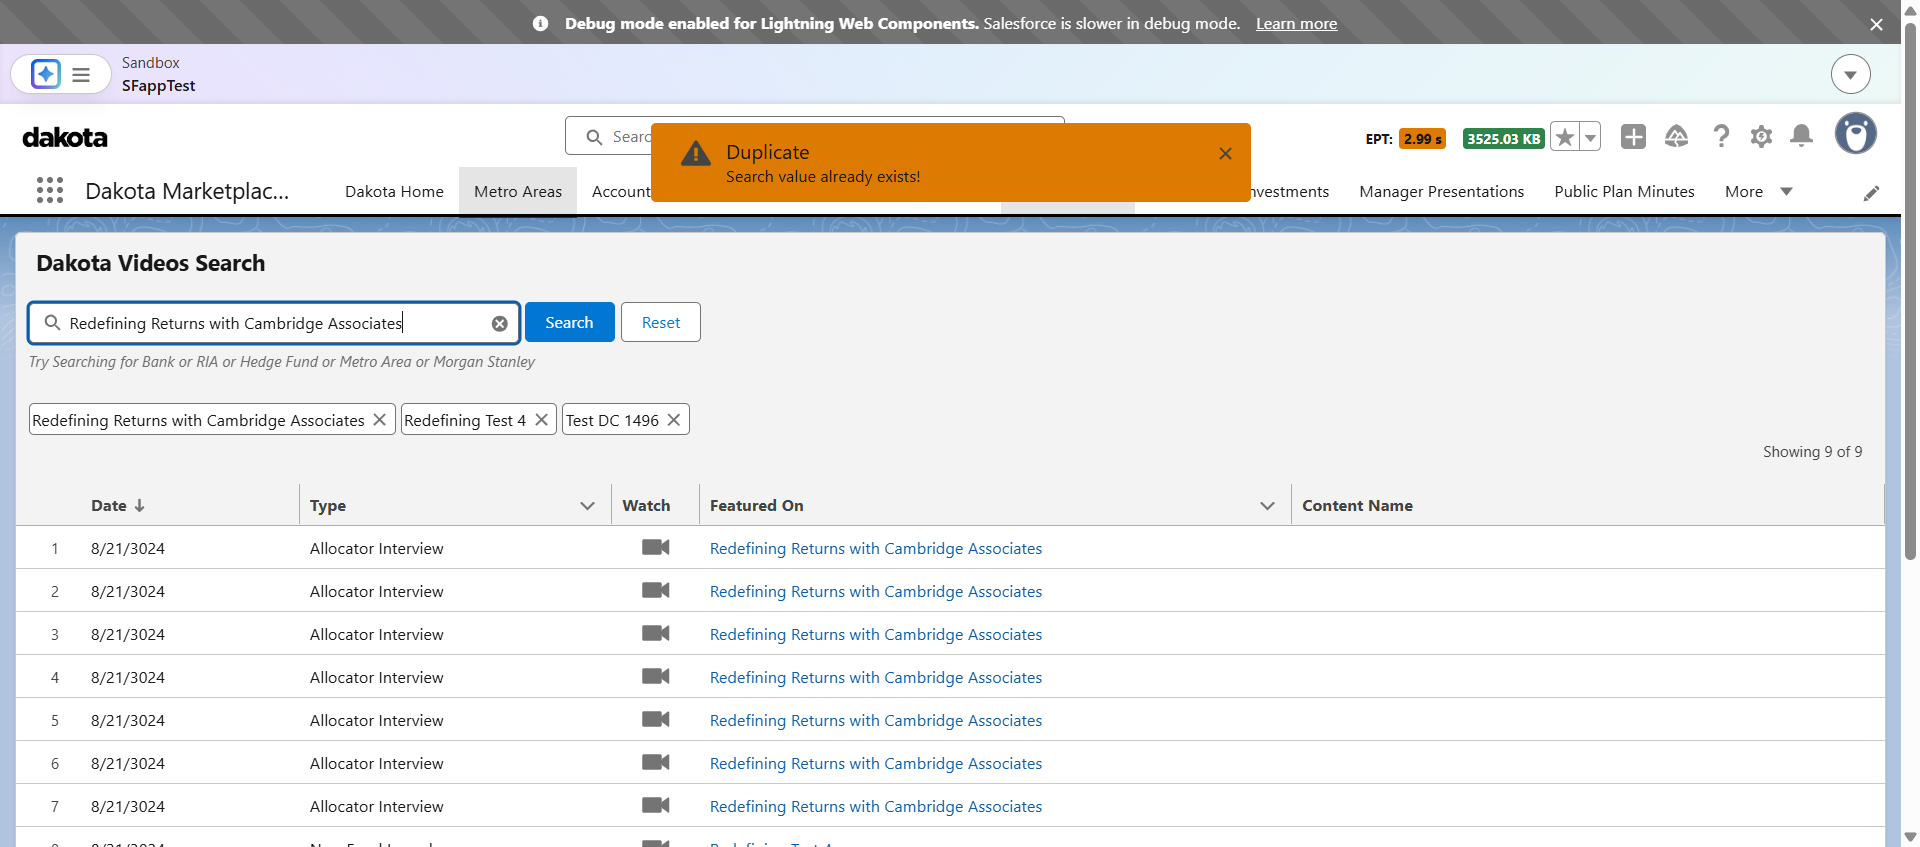 Debug mode enabled for Lightning Web Components. Salesforce is slower in debug mode. Learn more
Sandbox
SFappTest
dakota
Searc
Duplicate
Search value already exists!
EPT: 2.99 s 3525.03 KB
Dakota Marketplac...
Dakota Home
Metro Areas
Account
nvestments
Manager Presentations
Public Plan Minutes
More
Dakota Videos Search
Redefining Returns with Cambridge Associates
Search
Reset
Try Searching for Bank or RIA or Hedge Fund or Metro Area or Morgan Stanley
Redefining Returns with Cambridge Associates
Redefining Test 4
Test DC 1496
Showing 9 of 9
Date Type Watch Featured On Content Name
1 8/21/3024 Allocator Interview Redefining Returns with Cambridge Associates
2 8/21/3024 Allocator Interview Redefining Returns with Cambridge Associates
3 8/21/3024 Allocator Interview Redefining Returns with Cambridge Associates
4 8/21/3024 Allocator Interview Redefining Returns with Cambridge Associates
5 8/21/3024 Allocator Interview Redefining Returns with Cambridge Associates
6 8/21/3024 Allocator Interview Redefining Returns with Cambridge Associates
7 8/21/3024 Allocator Interview Redefining Returns with Cambridge Associates